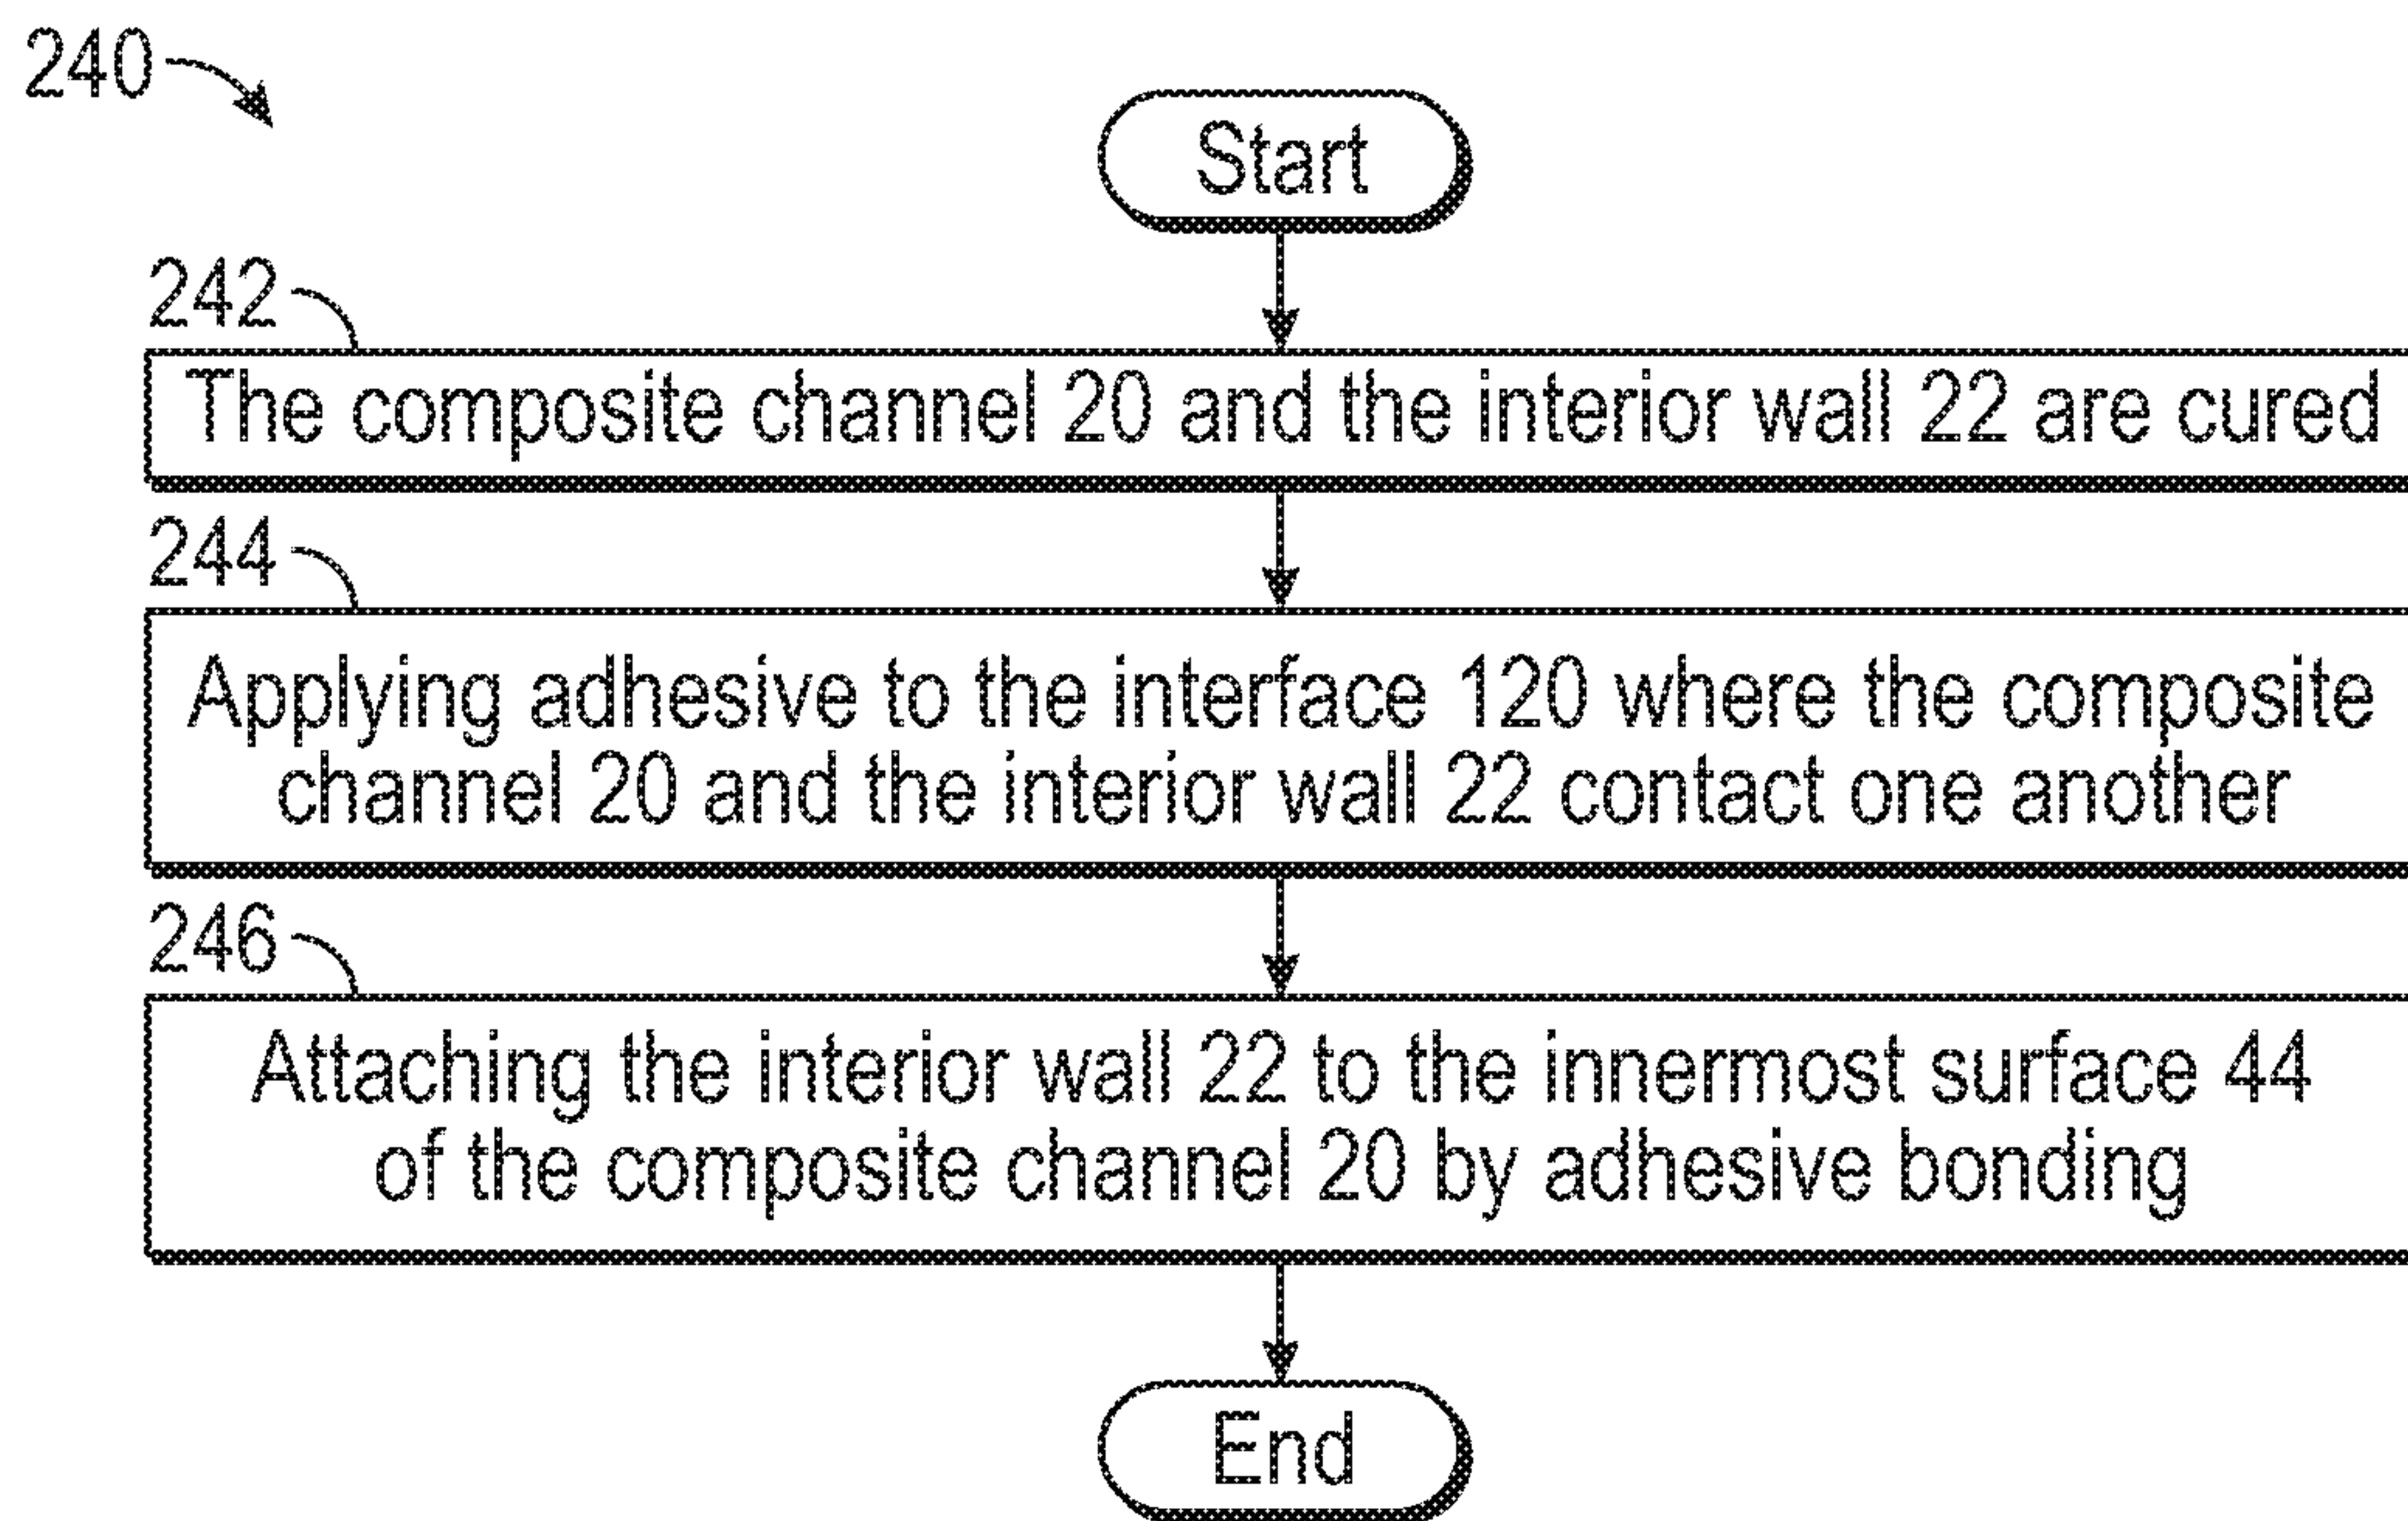 240
Start
242
The composite channel 20 and the interior wall 22 are cured
244
Applying adhesive to the interface 120 where the composite
channel 20 and the interior wall 22 contact one another
246
Attaching the interior wall 22 to the innermost surface 44
of the composite channel 20 by adhesive bonding
End